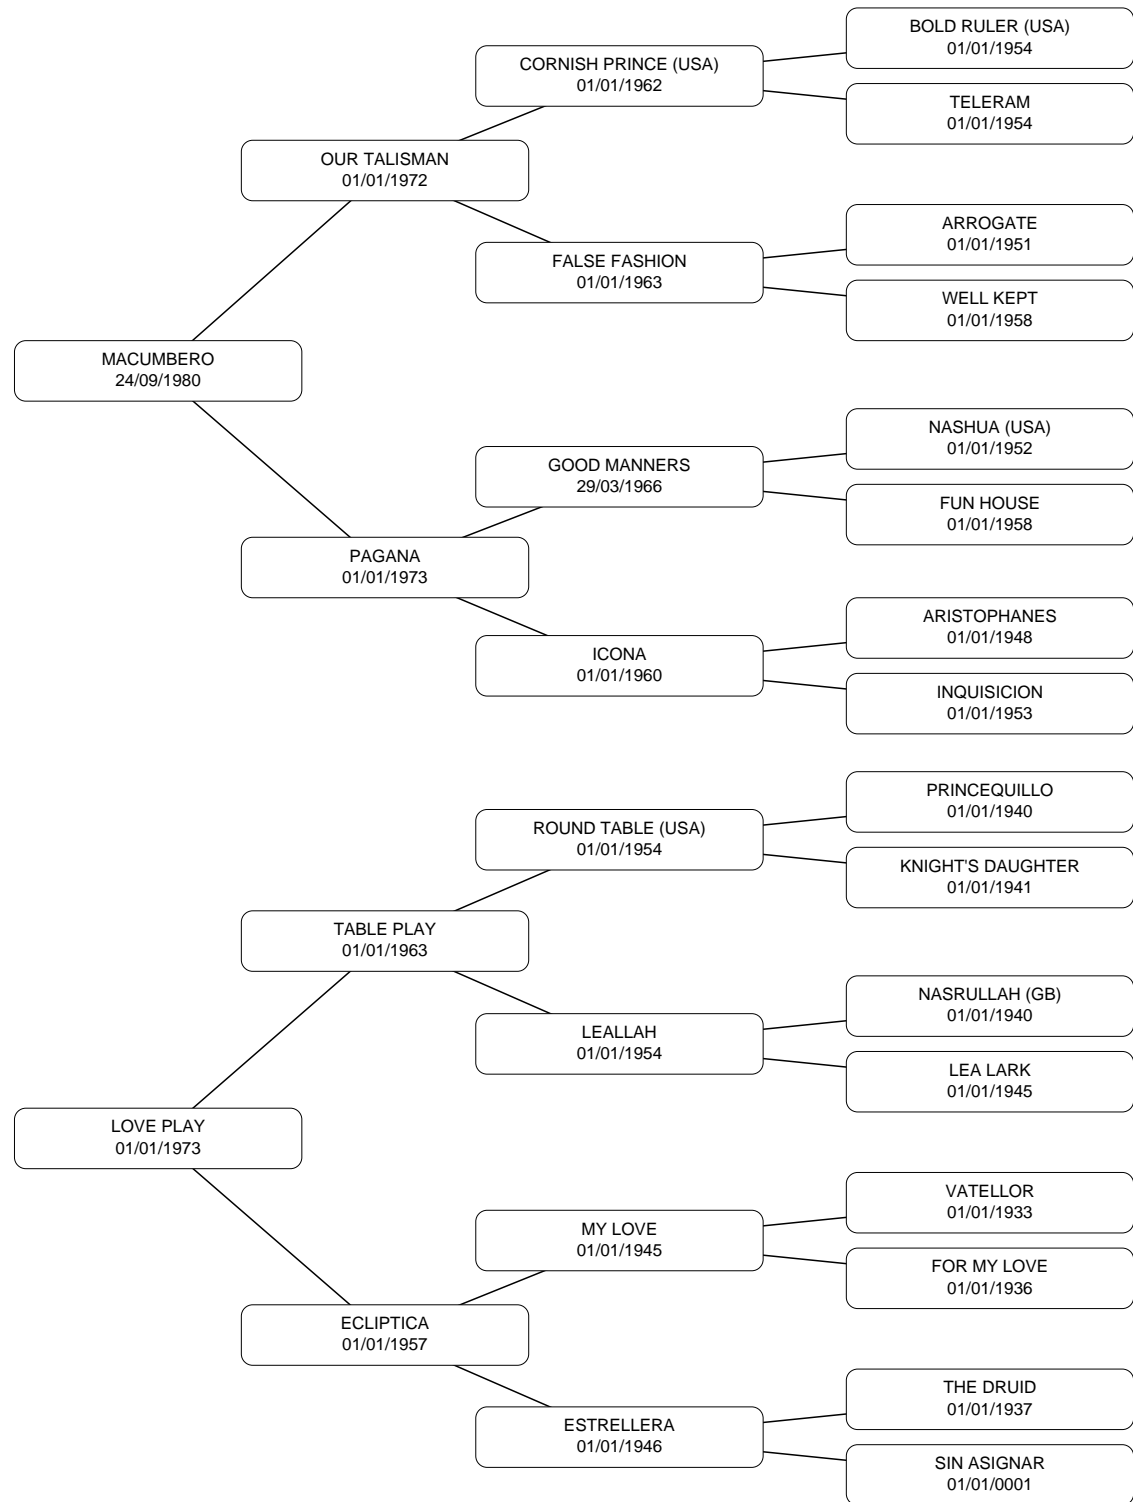 BOLD RULER (USA)
01/01/1954
CORNISH PRINCE (USA)
01/01/1962
TELERAM
01/01/1954
OUR TALISMAN
01/01/1972
ARROGATE
01/01/1951
FALSE FASHION
01/01/1963
WELL KEPT
01/01/1958
MACUMBERO
24/09/1980
NASHUA (USA)
01/01/1952
GOOD MANNERS
29/03/1966
FUN HOUSE
01/01/1958
PAGANA
01/01/1973
ARISTOPHANES
01/01/1948
ICONA
01/01/1960
INQUISICION
01/01/1953
PRINCEQUILLO
01/01/1940
ROUND TABLE (USA)
01/01/1954
KNIGHT'S DAUGHTER
01/01/1941
TABLE PLAY
01/01/1963
NASRULLAH (GB)
01/01/1940
LEALLAH
01/01/1954
LEA LARK
01/01/1945
LOVE PLAY
01/01/1973
VATELLOR
01/01/1933
MY LOVE
01/01/1945
FOR MY LOVE
01/01/1936
ECLIPTICA
01/01/1957
THE DRUID
01/01/1937
ESTRELLERA
01/01/1946
SIN ASIGNAR
01/01/0001